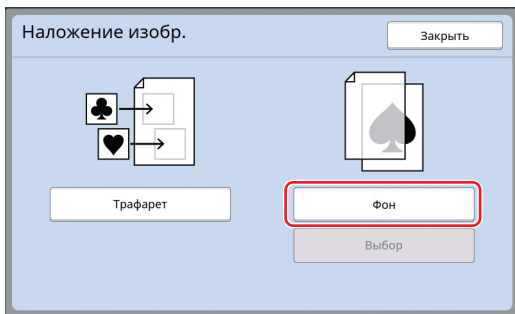 Наложение изобр.
Закрыть
Трафарет
Фон
Выбор